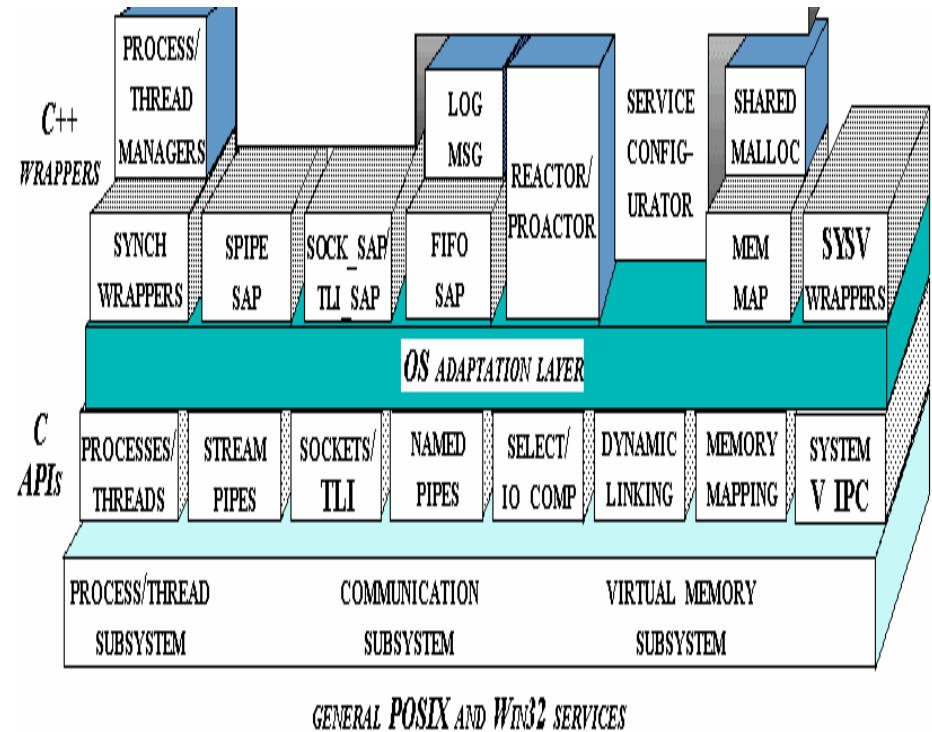 C++
WRAPPERS
PROCESS/
THREAD
MANAGERS
LOG
MSG
REACTOR/
PROACTOR
SERVICE
CONFIG-
URATOR
SHARED
MALLOC
SYNCH
WRAPPERS
SPIPE
SAP
SOCK_SAP/
TLI_SAP
FIFO
SAP
MEM
MAP
SYSV
WRAPPERS
OS ADAPTATION LAYER
C
APIs
PROCESSES/
THREADS
STREAM
PIPES
SOCKETS/
TLI
NAMED
PIPES
SELECT/
IO COMP
DYNAMIC
LINKING
MEMORY
MAPPING
SYSTEM
V IPC
PROCESS/THREAD
SUBSYSTEM
COMMUNICATION
SUBSYSTEM
VIRTUAL MEMORY
SUBSYSTEM
GENERAL POSIX AND WIN32 SERVICES